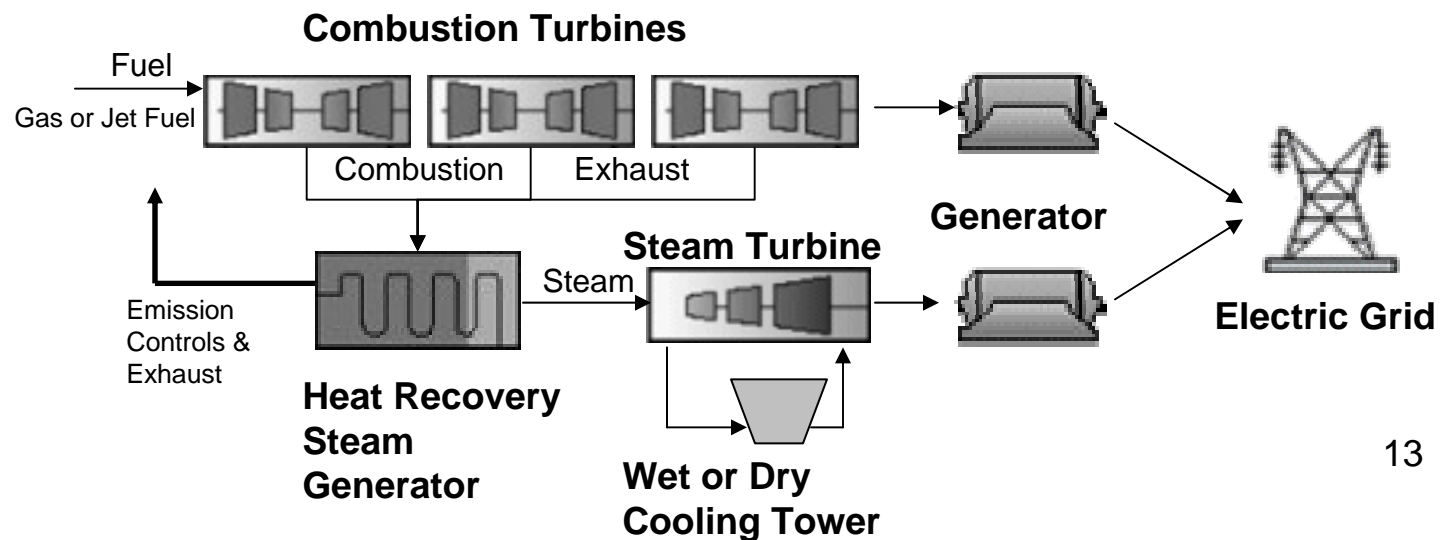 Combustion Turbines
Fuel
Gas or Jet Fuel
Combustion
Exhaust
Generator
Steam Turbine
Steam
Electric Grid
Emission
Controls &
Exhaust
Heat Recovery
Steam
Generator
Wet or Dry
Cooling Tower
13